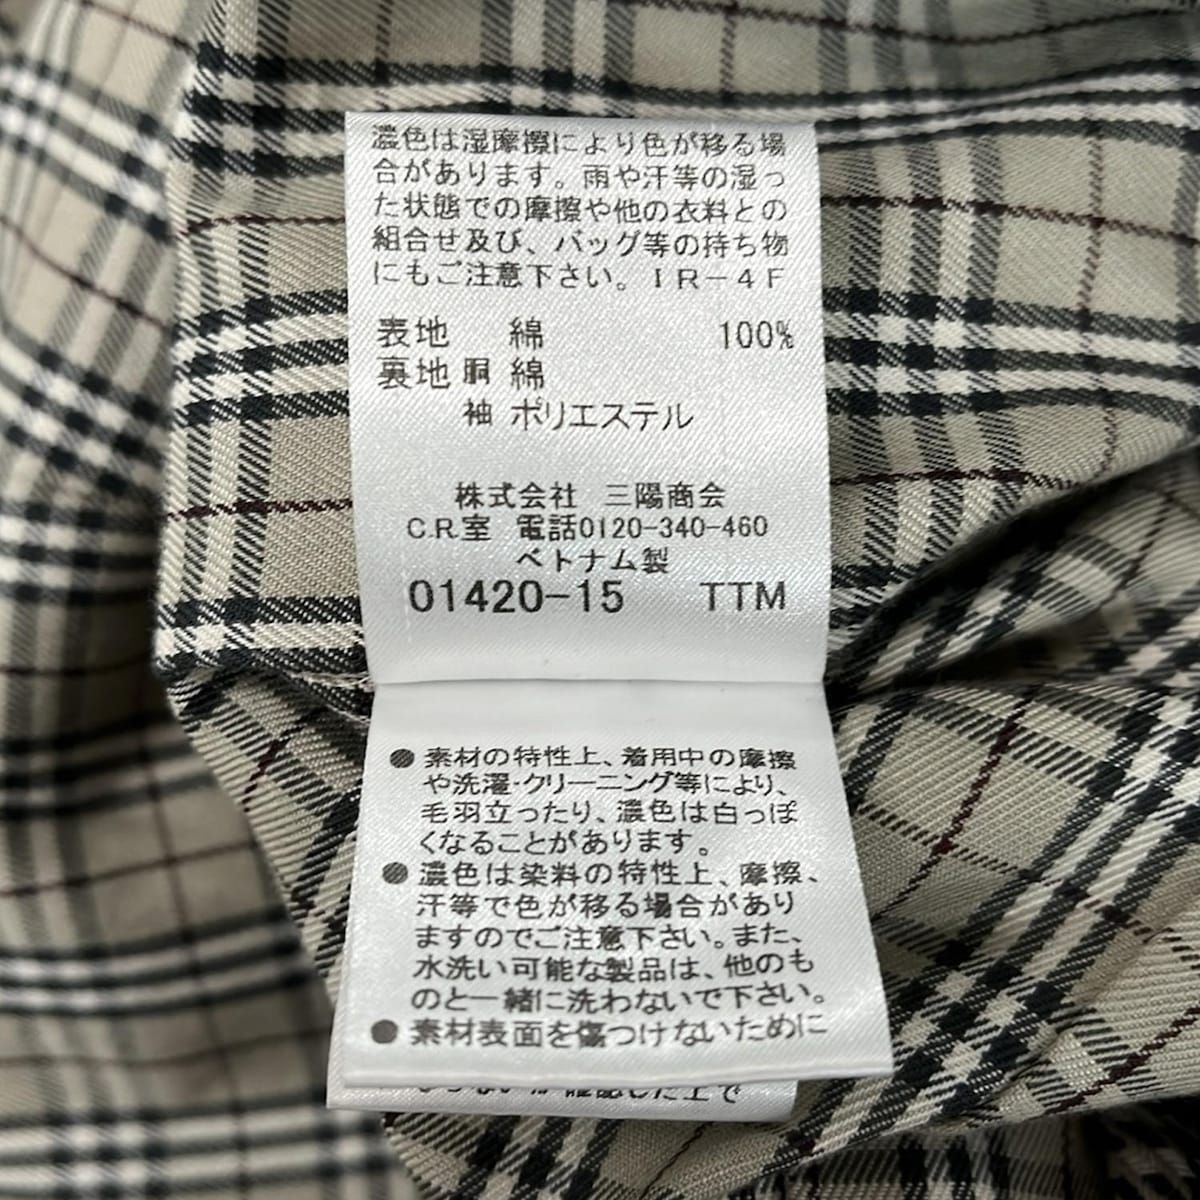 濃色は湿摩擦により色が移る場
合があります。雨や汗等の湿っ
た状態での摩擦や他の衣料との
組合せ及び、バッグ等の持ち物
にもご注意下さい。IR-4F
表地 綿 100%
裏地 胴 綿
袖 ポリエステル
株式会社 三陽商会
C.R.室 電話0120-340-460
ベトナム製
01420-15 TTM
● 素材の特性上、着用中の摩擦
や洗濯・クリーニング等により、
毛羽立ったり、濃色は白っぽ
くなることがあります。
● 濃色は染料の特性上、摩擦、
汗等で色が移る場合があり
ますのでご注意下さい。また、
水洗い可能な製品は、他のも
のと一緒に洗わないで下さい。
● 素材表面を傷つけないために
確認した上で